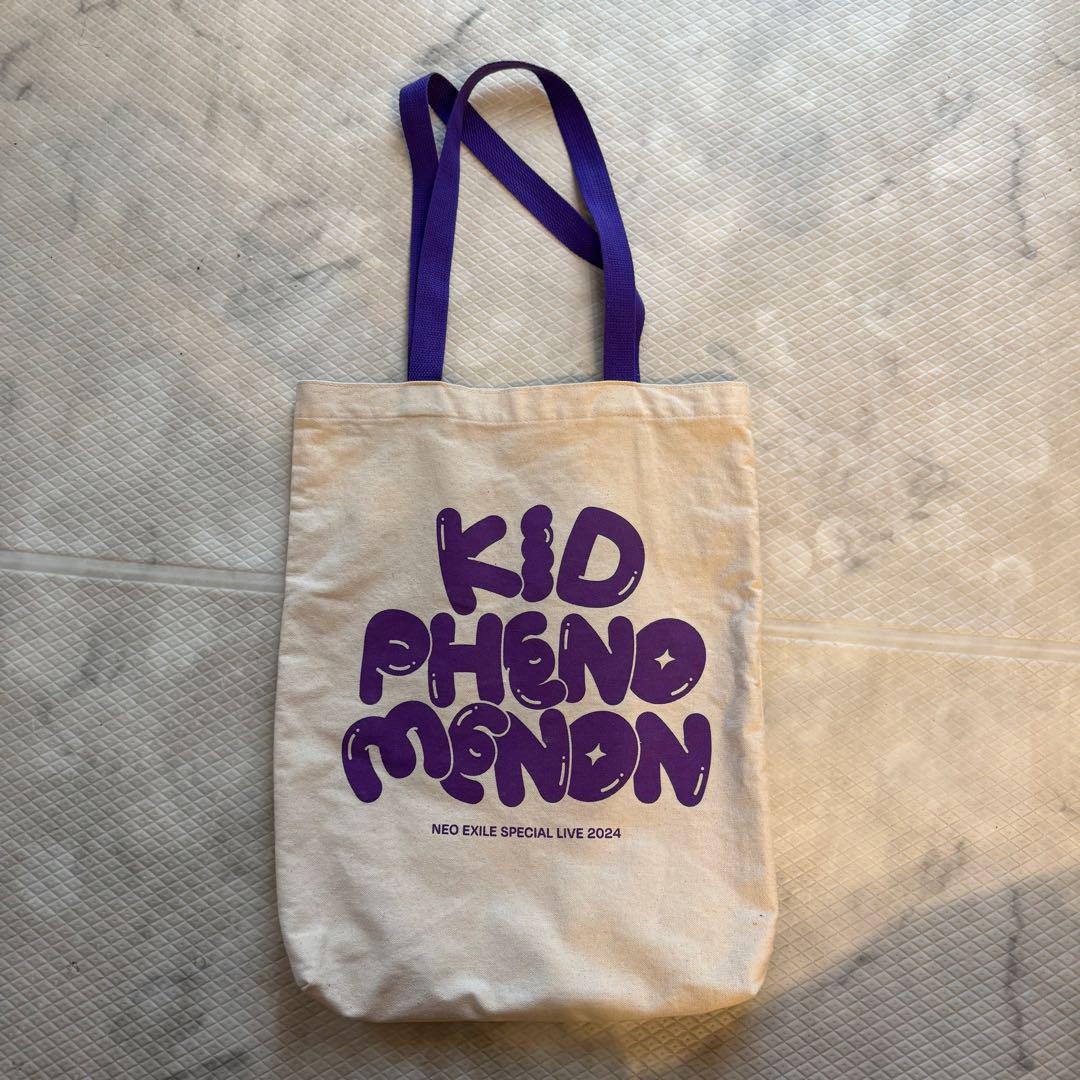 KID
PHENO
MENON
NEO EXILE SPECIAL LIVE 2024